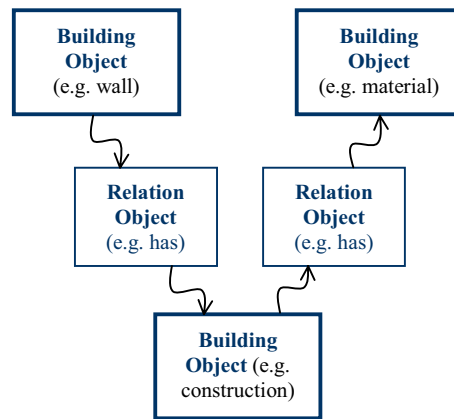 Building
Object
(e.g. wall)
Building
Object
(e.g. material)
Relation
Object
(e.g. has)
Relation
Object
(e.g. has)
Building
Object (e.g.
construction)